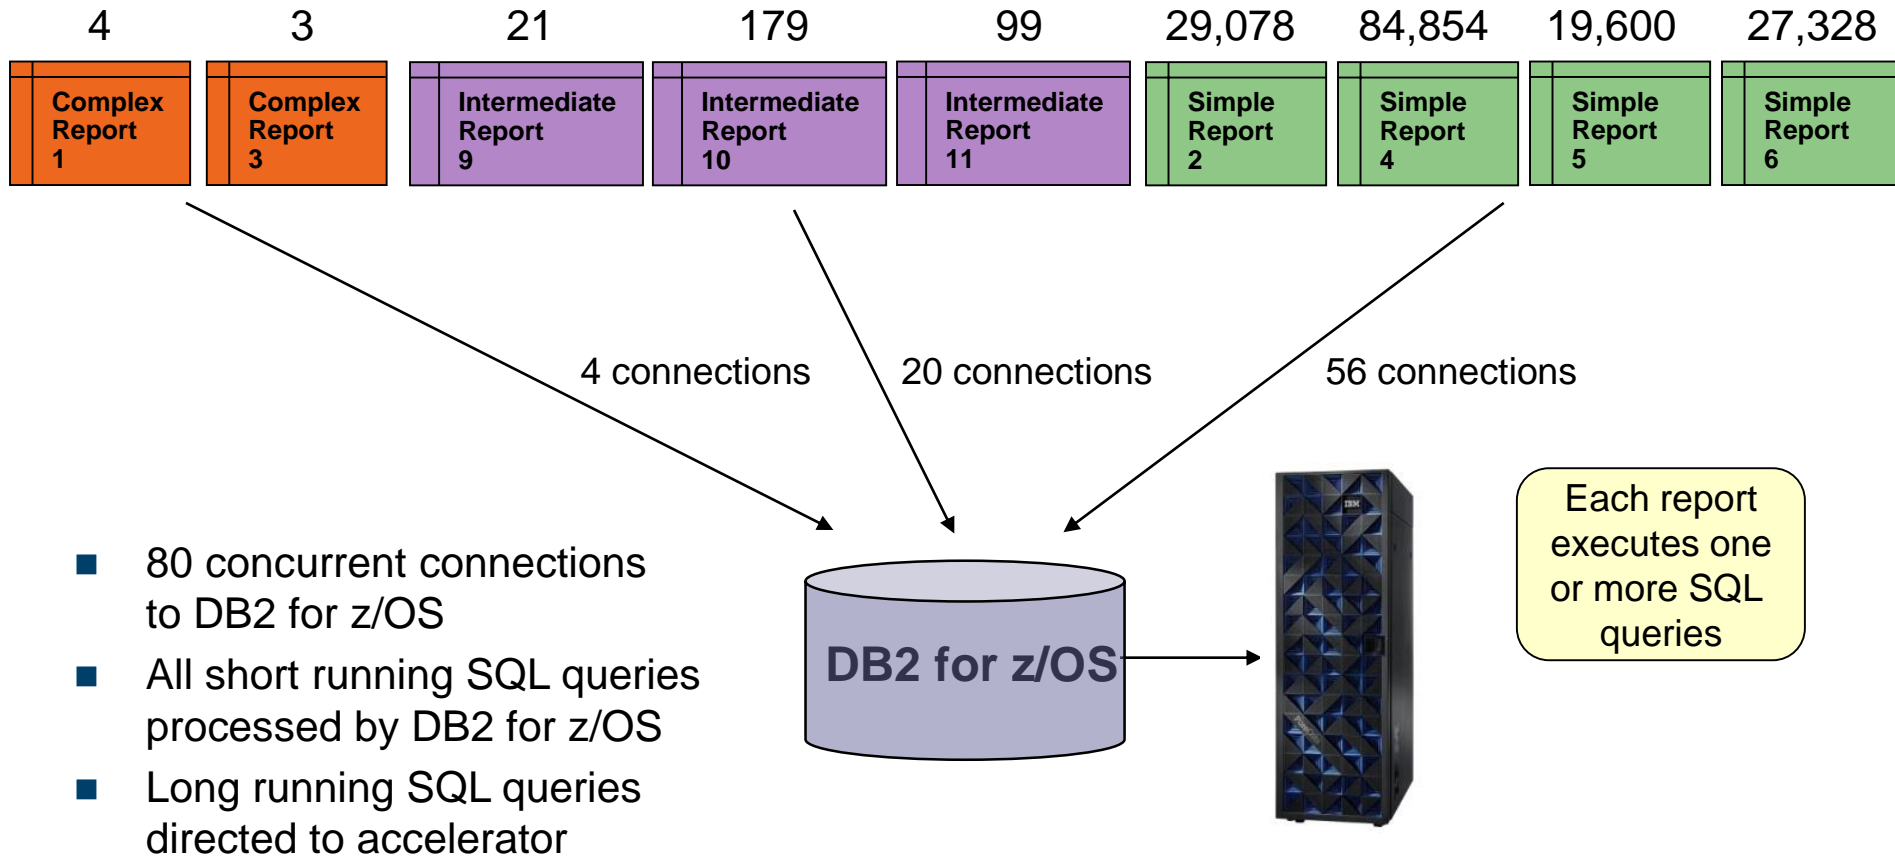 4
3
21
179
99
29,078
84,854
19,600
27,328
Complex
Report
1
Complex
Report
3
Intermediate
Report
9
Intermediate
Report
10
Intermediate
Report
11
Simple
Report
2
Simple
Report
4
Simple
Report
5
Simple
Report
6
4 connections
20 connections
56 connections
80 concurrent connections
to DB2 for z/OS
All short running SQL queries
processed by DB2 for z/OS
Long running SQL queries
directed to accelerator
DB2 for z/OS
IBM
Each report
executes one
or more SQL
queries